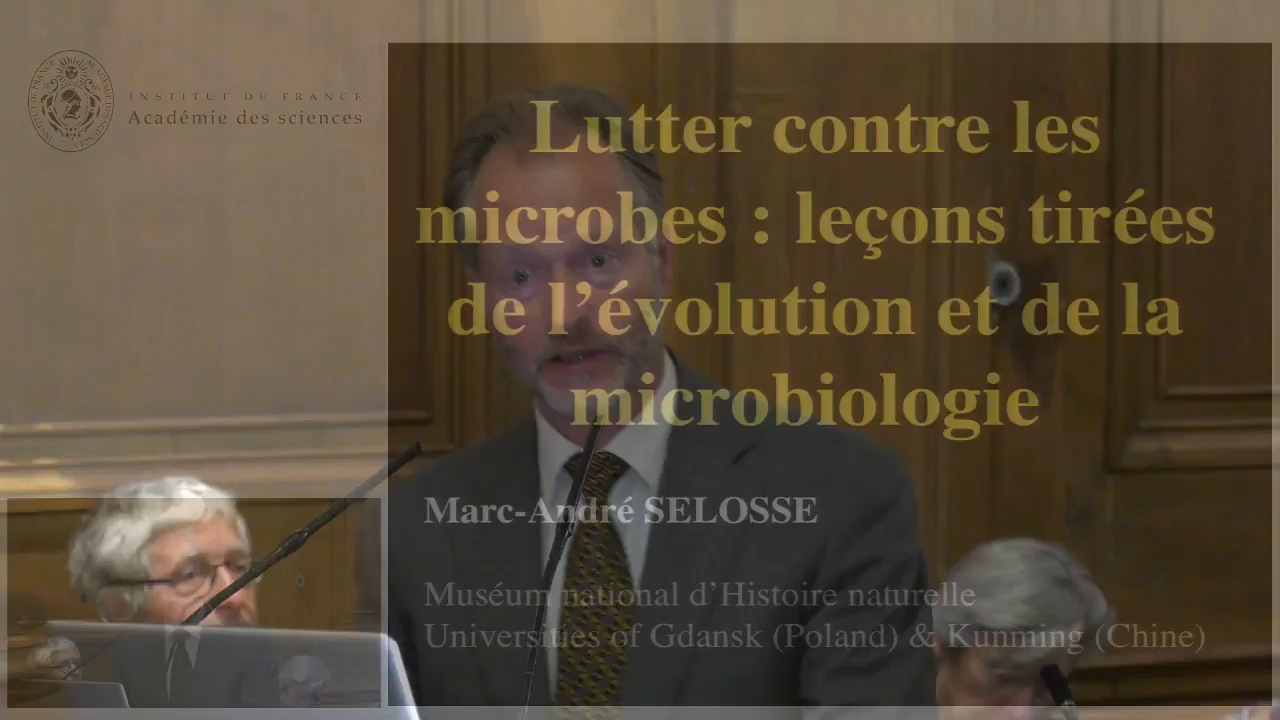 INSTITUT DE FRANCE
Académie des sciences
Lutter contre les
microbes : leçons tirées
de l’évolution et de la
microbiologie
Marc-André SELOSSE
Muséum national d’Histoire naturelle
Universities of Gdansk (Poland) & Kunming (Chine)